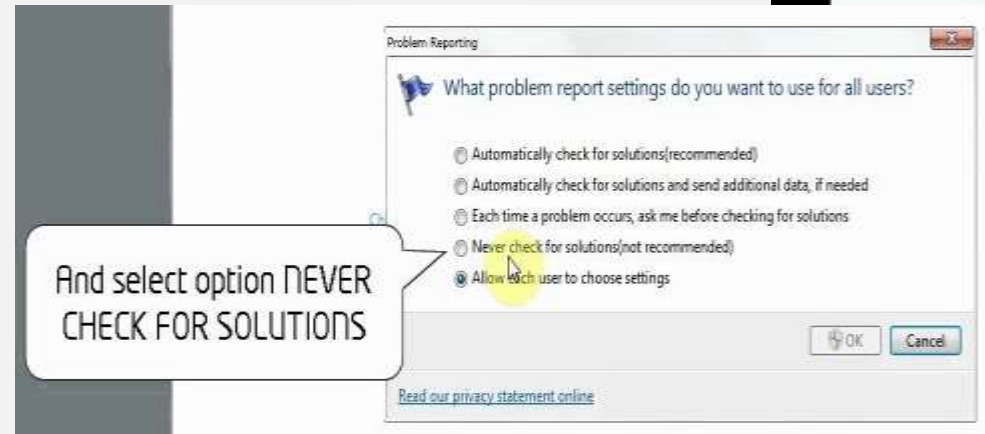 Problem Reporting
What problem report settings do you want to use for all users?
Automatically check for solutions(recommended)
Automatically check for solutions and send additional data, if needed
Each time a problem occurs, ask me before checking for solutions
Never check for solutions(not recommended)
Allow each user to choose settings
And select option NEVER
CHECK FOR SOLUTIONS
OK Cancel
Read our privacy statement online